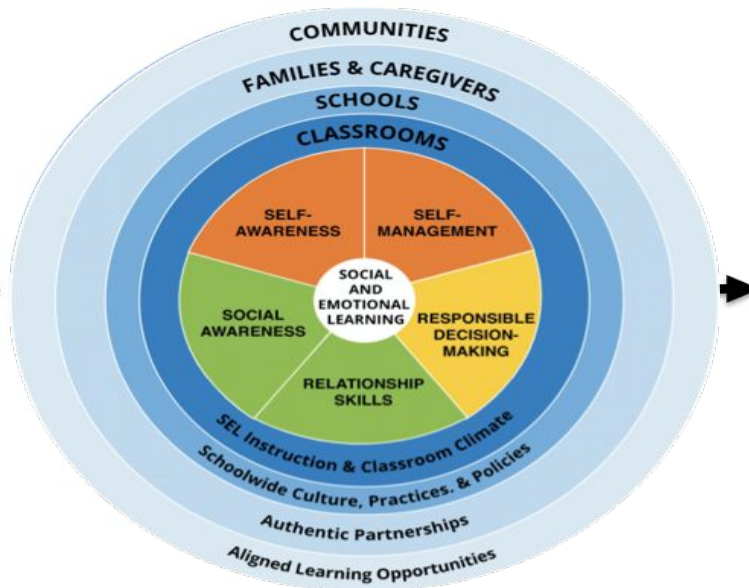 COMMUNITIES
FAMILIES & CAREGIVERS
SCHOOLS
CLASSROOMS
SELF-
AWARENESS
SELF-
MANAGEMENT
SOCIAL
AND
EMOTIONAL
LEARNING
SOCIAL
AWARENESS
RESPONSIBLE
DECISION-
MAKING
RELATIONSHIP
SKILLS
SEL Instruction & Classroom Climate
Schoolwide Culture, Practices. & Policies
Authentic Partnerships
Aligned Learning Opportunities